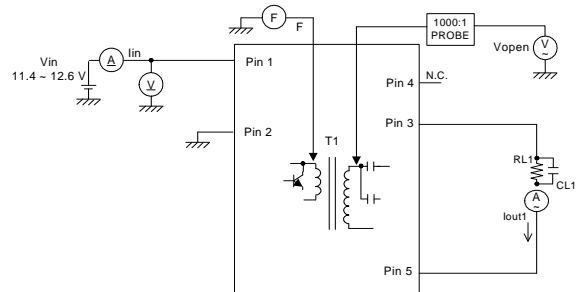 F
F
1000:1
PROBE
Vin
11.4 ~ 12.6 V
A
Iin
V
Pin 1
Pin 4
N.C.
Vopen
V
~
Pin 2
Pin 3
T1
RL1
CL1
A
~
Iout1
Pin 5